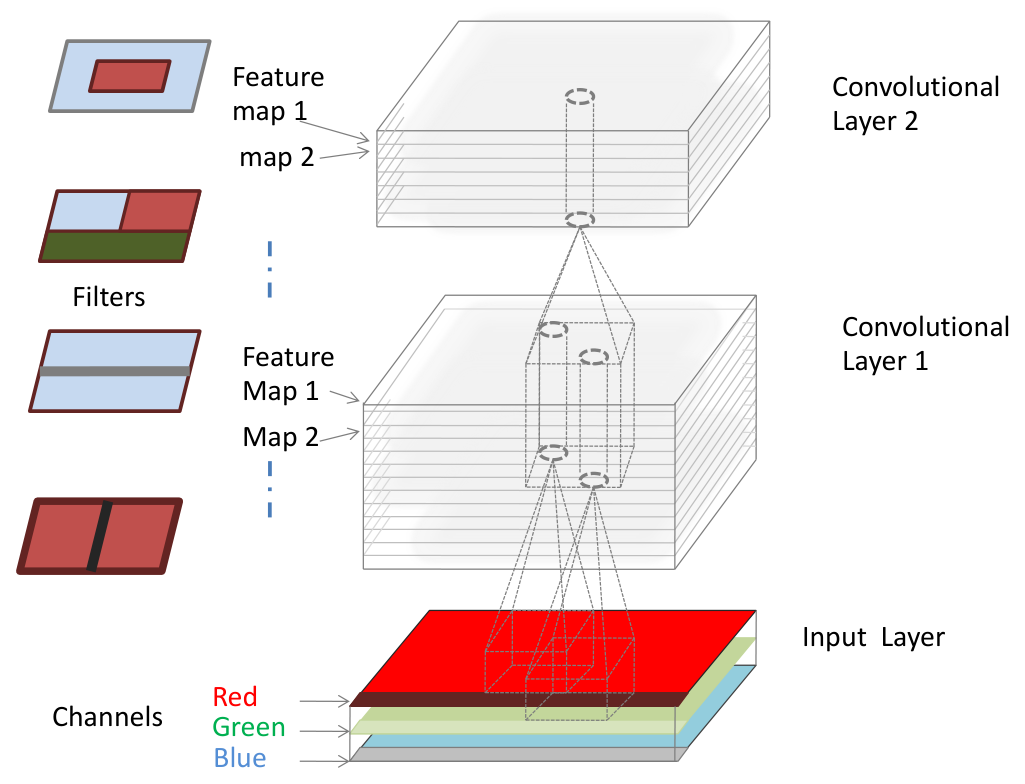 Feature
map 1
map 2
Convolutional
Layer 2
Filters
Feature
Map 1
Map 2
Convolutional
Layer 1
Input Layer
Channels
Red
Green
Blue